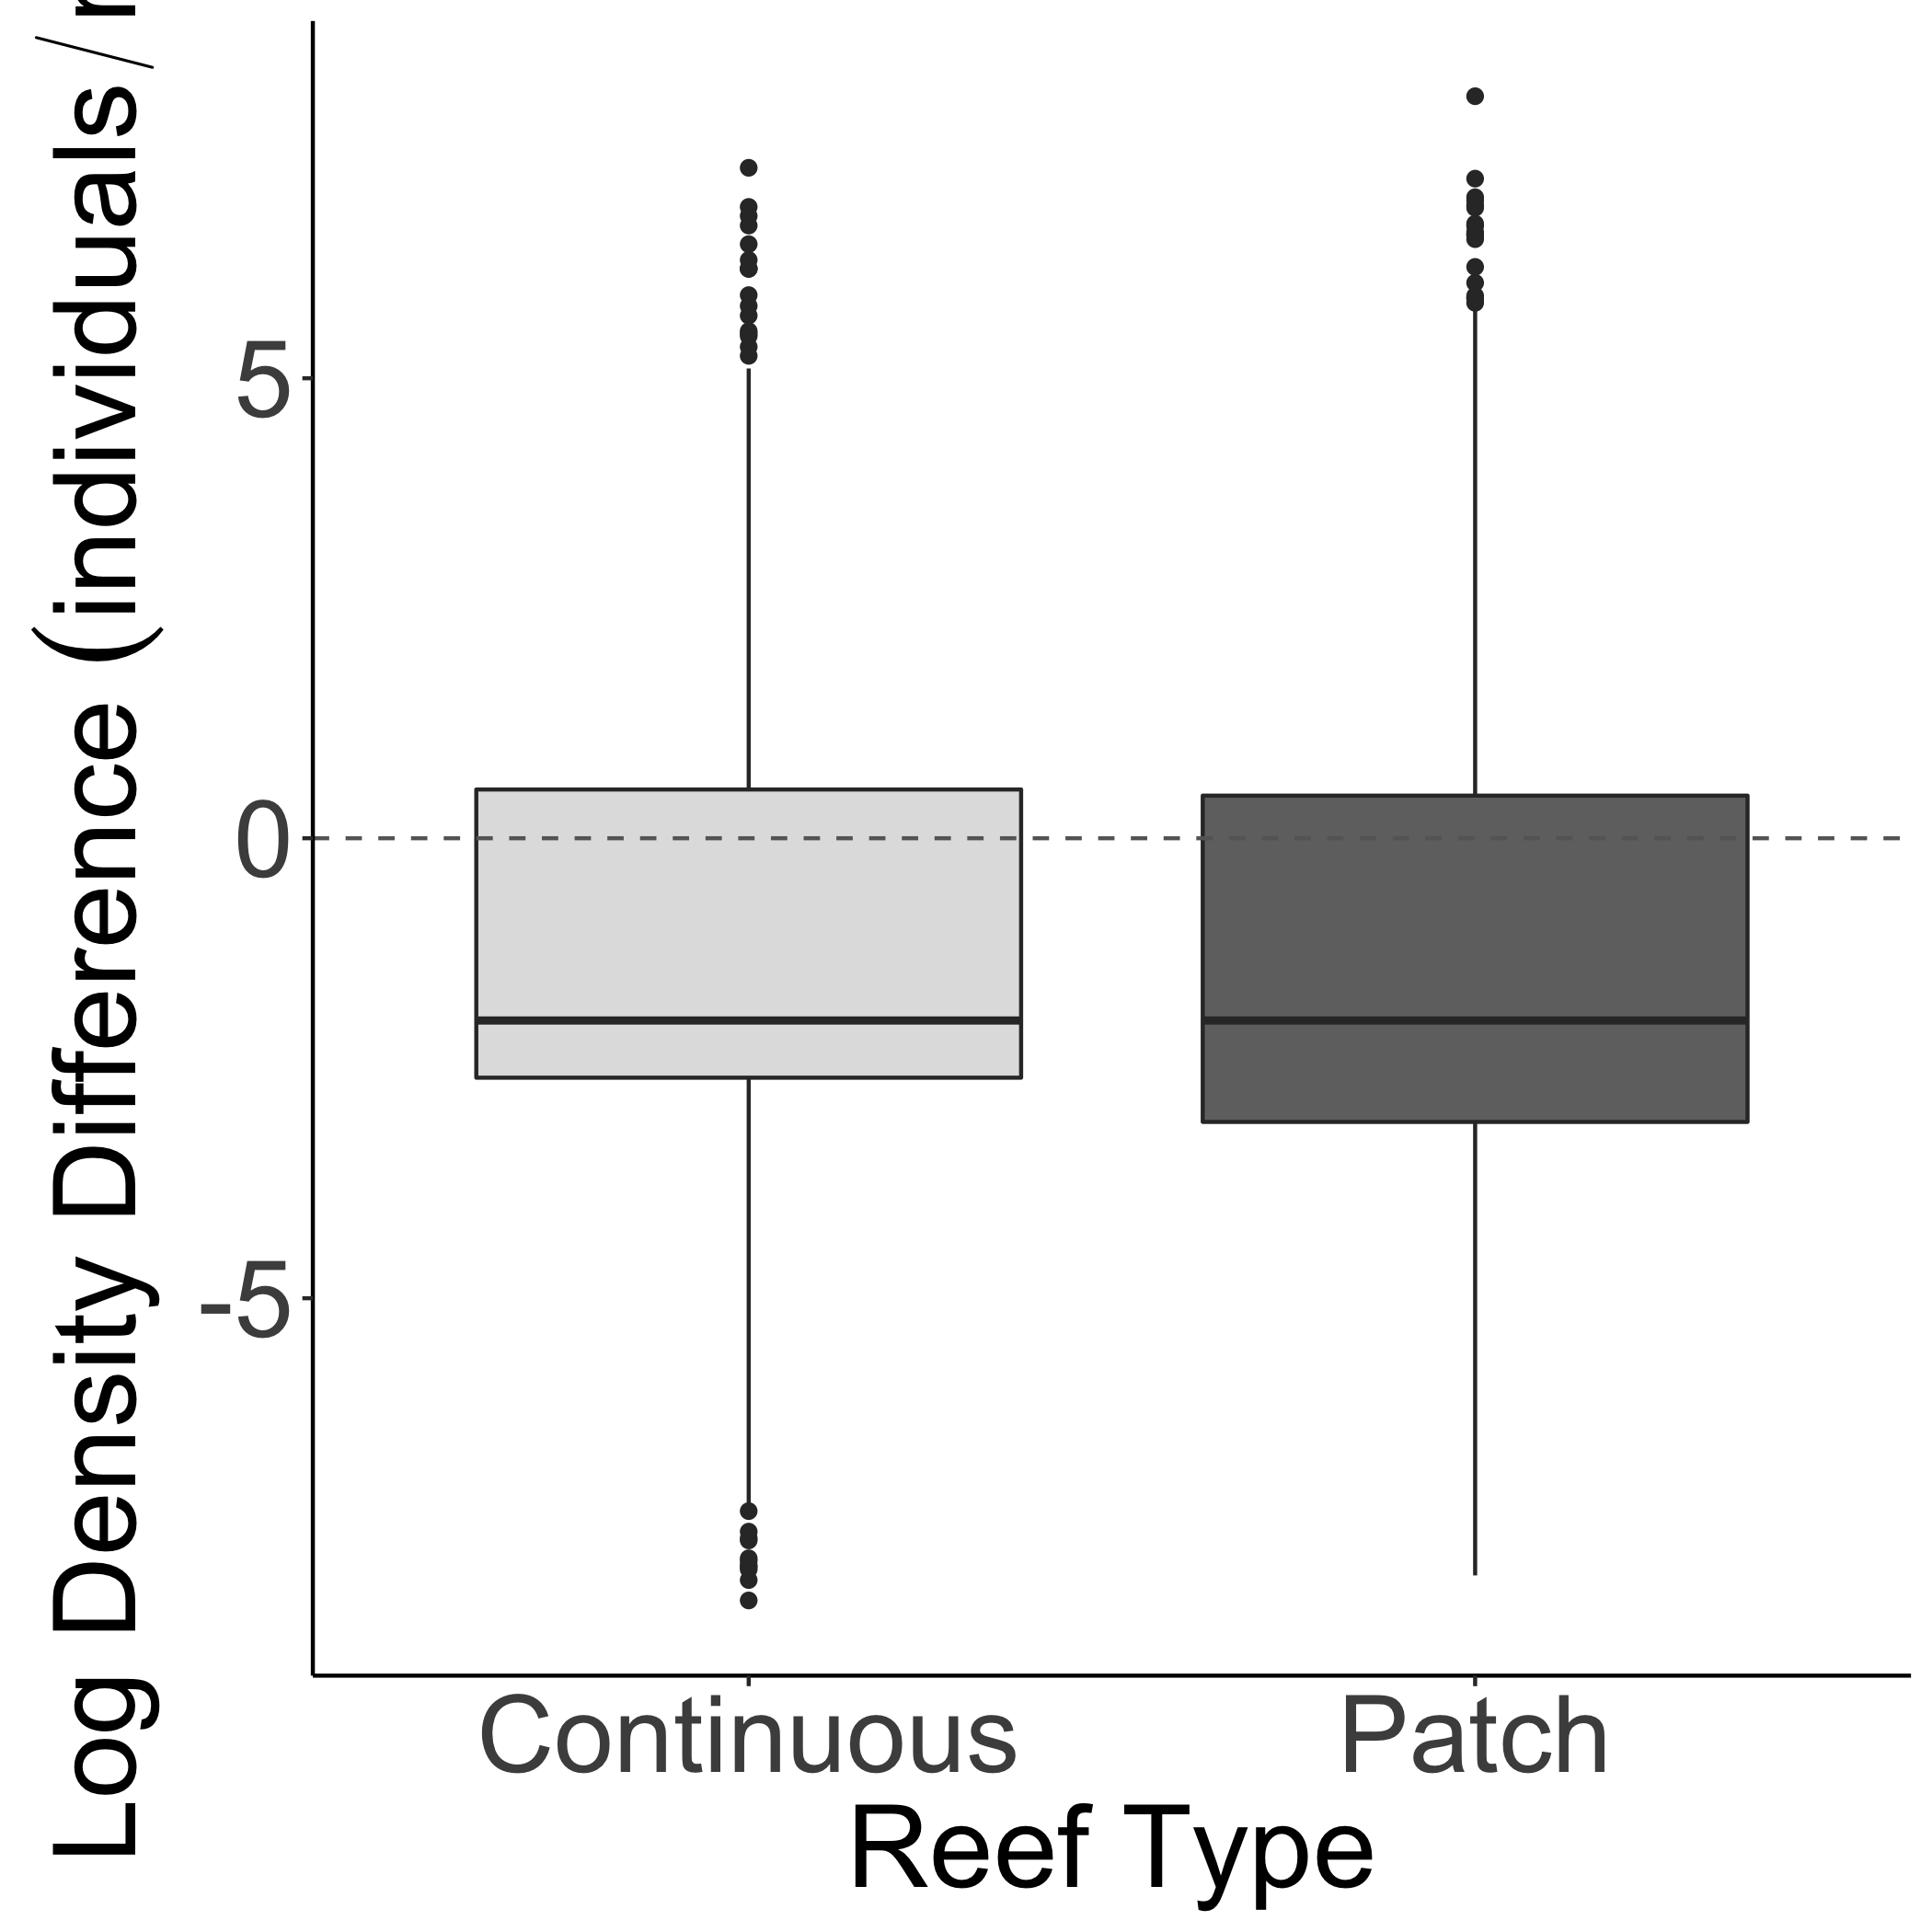 Log Density Difference (individuals/
5
0
-5
Continuous Patch
Reef Type